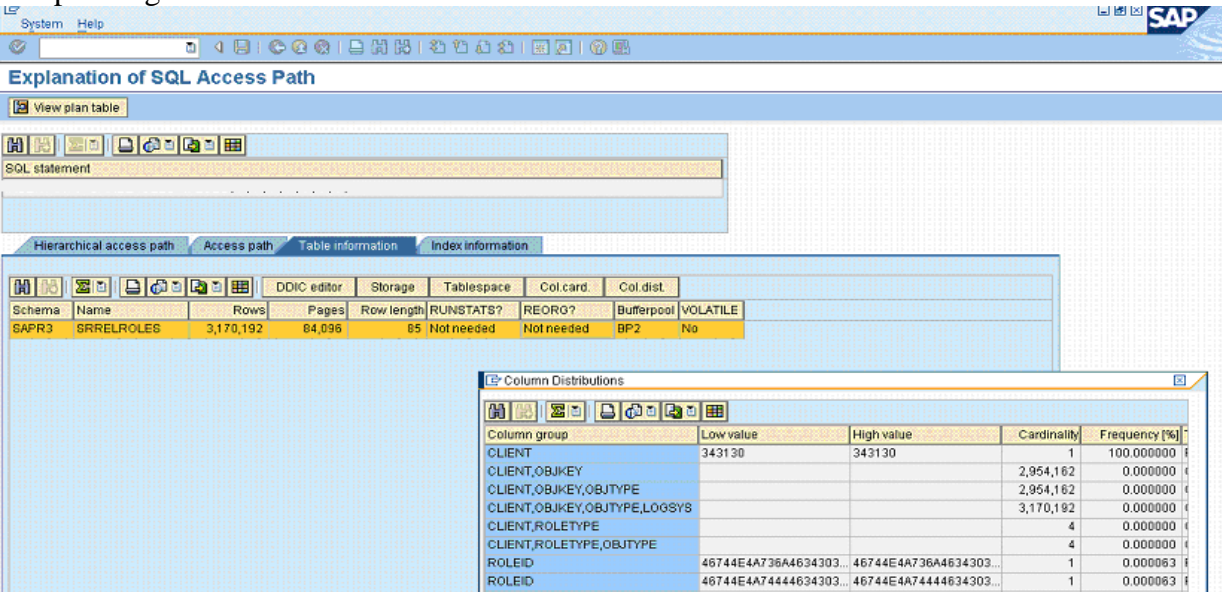 System Help
SAP
Explanation of SQL Access Path
View plan table
SQL statement
Hierarchical access path Access path Table information Index information
DDIC editor Storage Tablespace Col.card. Col.dist.
Schema Name Rows Pages Row length RUNSTATS? REORG? Bufferpool VOLATILE
SAPR3 SRRELROLES 3,170,192 84,096 85 Not needed Not needed BP2 No
Column Distributions
Column group Low value High value Cardinality Frequency [%]
CLIENT 343130 343130 1 100.000000
CLIENT,OBJKEY 2,954,162 0.000000
CLIENT,OBJKEY,OBJTYPE 2,954,162 0.000000
CLIENT,OBJKEY,OBJTYPE,LOGSYS 3,170,192 0.000000
CLIENT,ROLETYPE 4 0.000000
CLIENT,ROLETYPE,OBJTYPE 4 0.000000
ROLEID 46744E4A736A4634303... 46744E4A736A4634303... 1 0.000063
ROLEID 46744E4A74444634303... 46744E4A74444634303... 1 0.000063